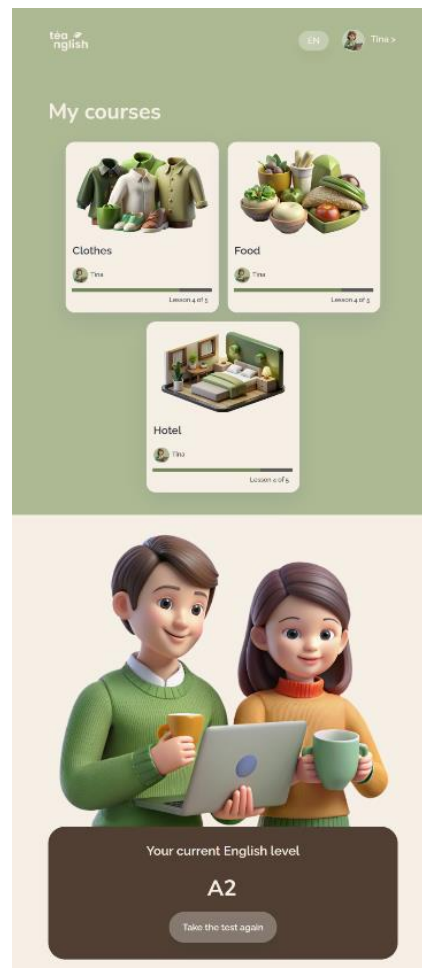 téa
nglish
EN
Tina >
My courses
Clothes
Tina
Lesson 4 of 5
Food
Tina
Lesson 4 of 5
Hotel
Tina
Lesson 4 of 5
Your current English level
A2
Take the test again